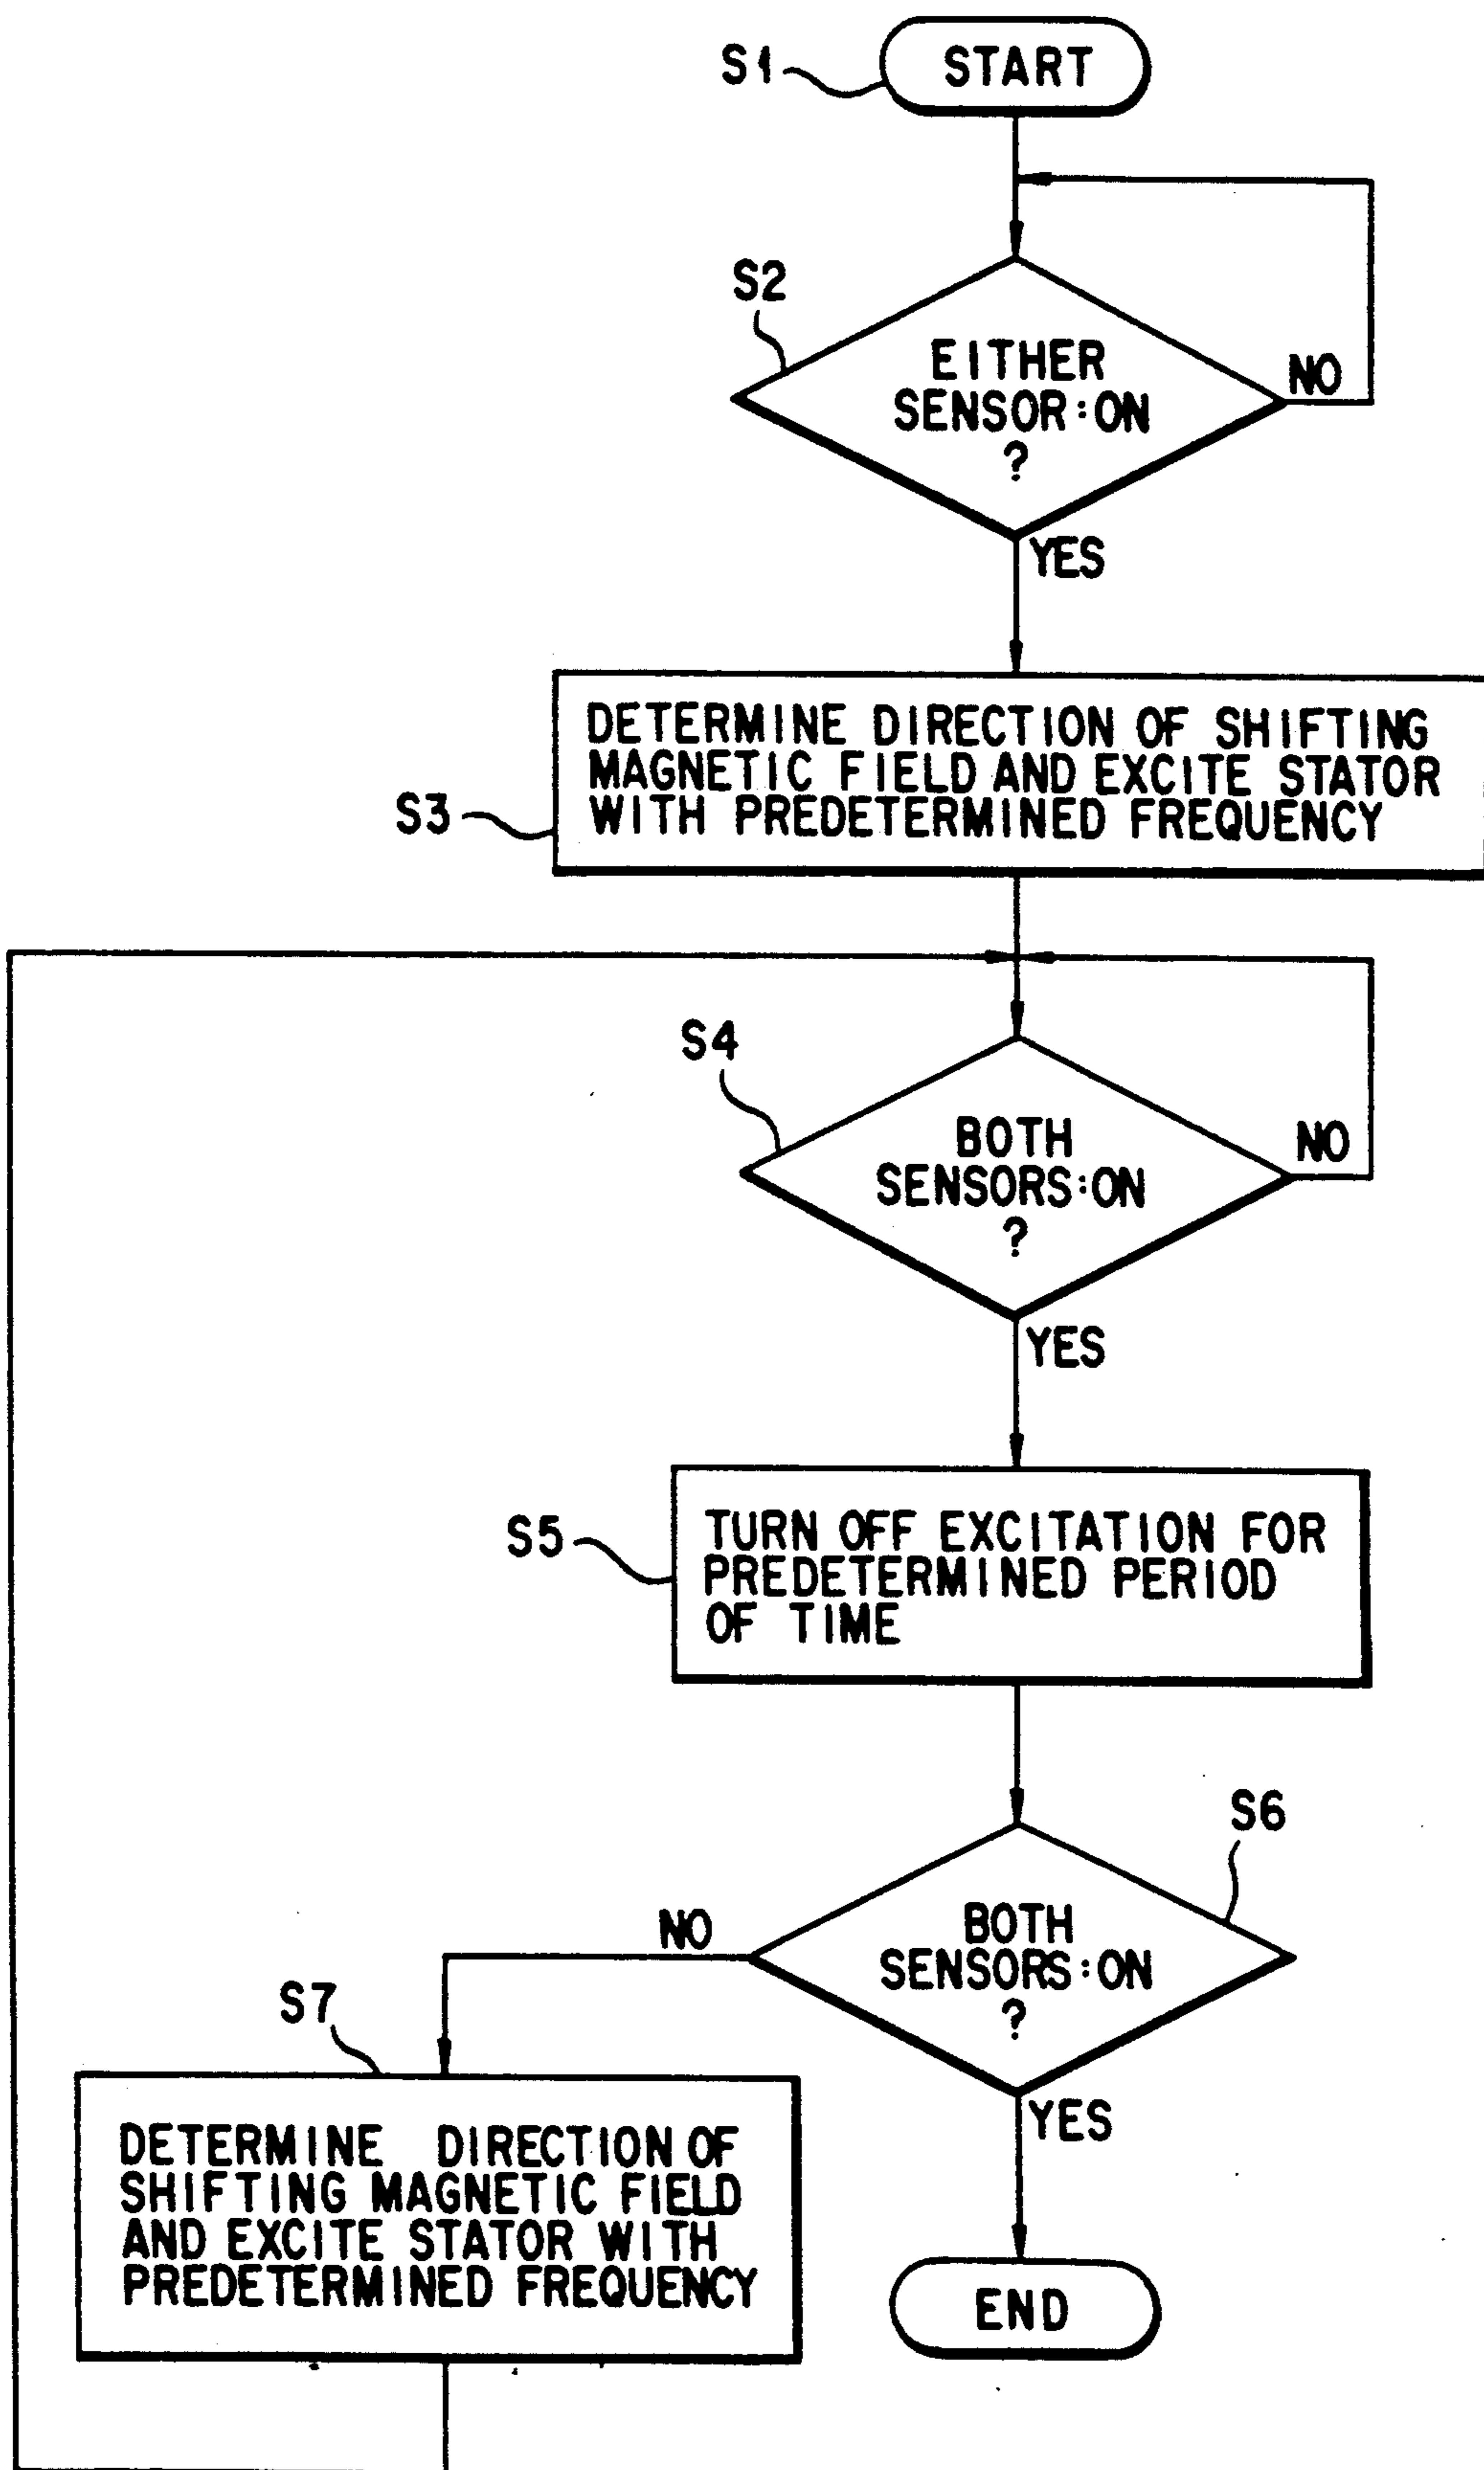 S1
START
S2
EITHER
SENSOR:ON
?
NO
YES
S3
DETERMINE DIRECTION OF SHIFTING
MAGNETIC FIELD AND EXCITE STATOR
WITH PREDETERMINED FREQUENCY
S4
BOTH
SENSORS:ON
?
NO
YES
S5
TURN OFF EXCITATION FOR
PREDETERMINED PERIOD
OF TIME
S6
BOTH
SENSORS:ON
?
NO
YES
S7
DETERMINE DIRECTION OF
SHIFTING MAGNETIC FIELD
AND EXCITE STATOR WITH
PREDETERMINED FREQUENCY
END